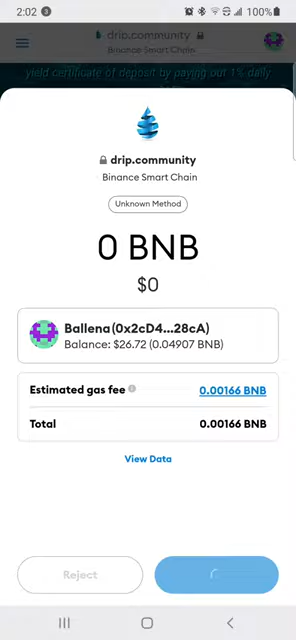 2:02
100%
drip.community
Binance Smart Chain
yield certificate of deposit by paying out 1% daily
drip.community
Binance Smart Chain
Unknown Method
0 BNB
$0
Ballena (0x2cD4...28cA)
Balance: $26.72 (0.04907 BNB)
Estimated gas fee 0.00166 BNB
Total 0.00166 BNB
View Data
Reject